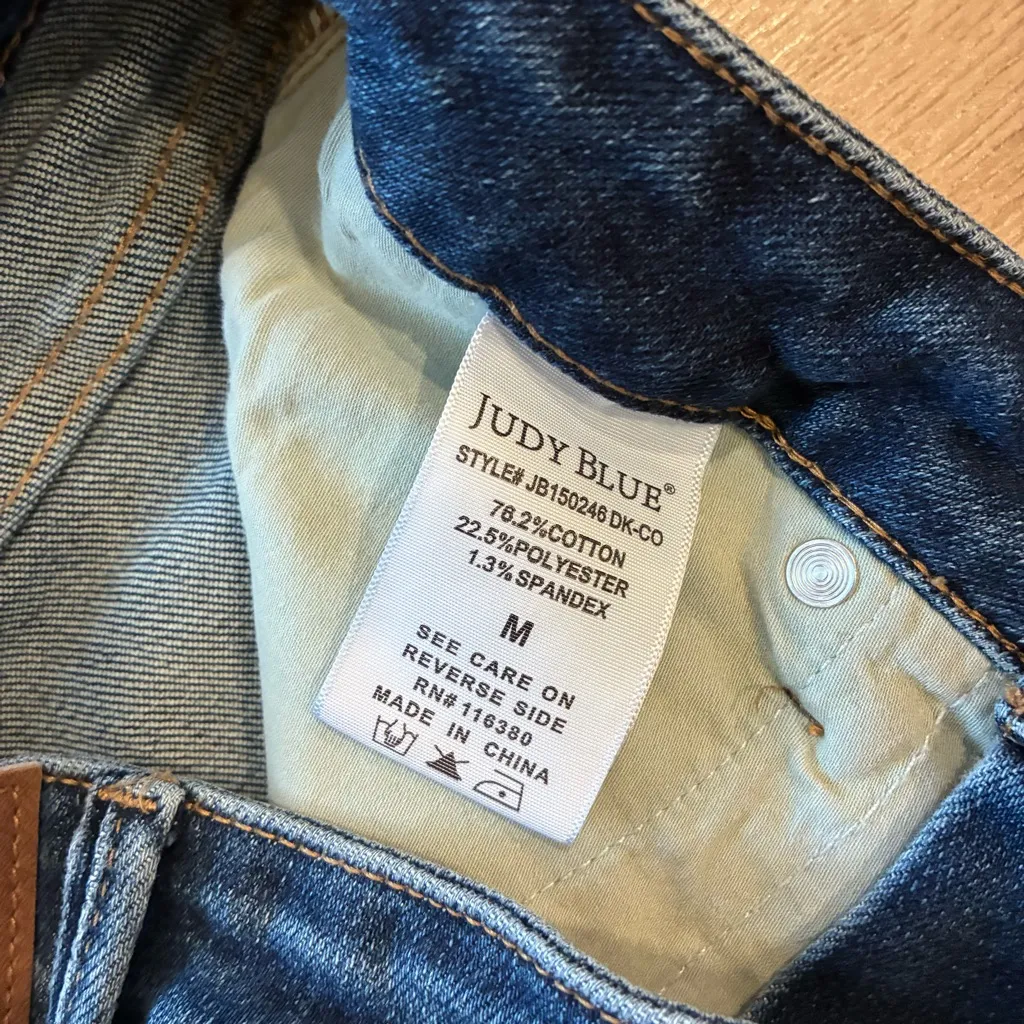 JUDY BLUE®
STYLE# JB150246 DK-CO
76.2%COTTON
22.5%POLYESTER
1.3%SPANDEX
M
SEE CARE ON
REVERSE SIDE
RN# 116380
MADE IN CHINA